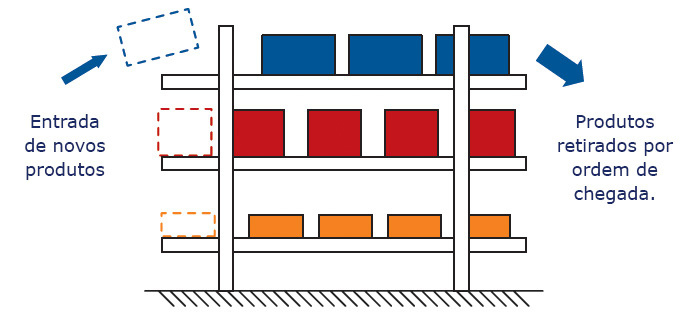 Entrada
de novos
produtos
Produtos
retirados por
ordem de
chegada.